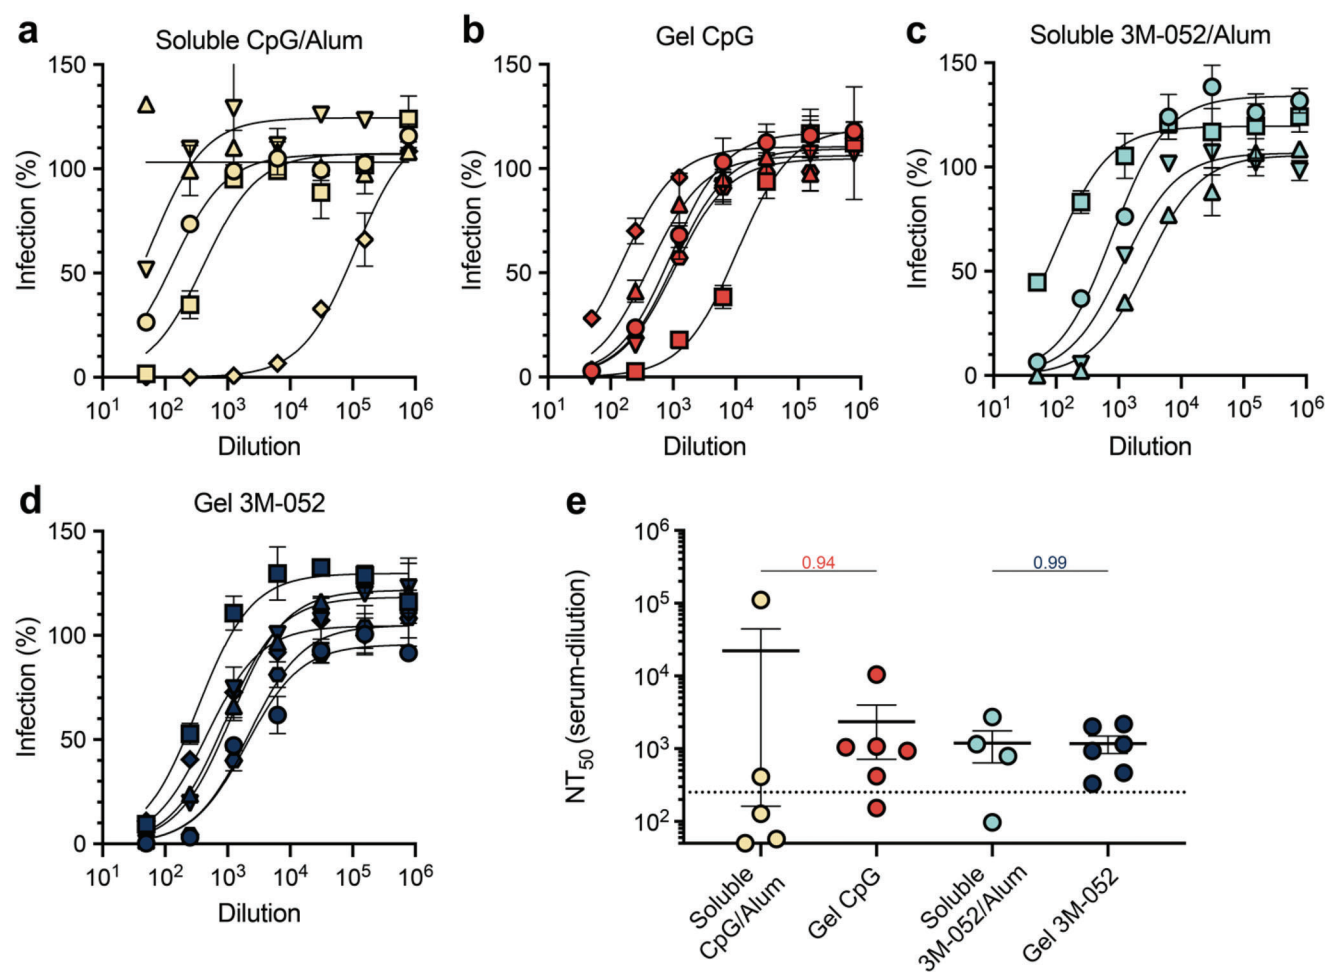 a
Soluble CpG/Alum
150
100
50
0
Infection (%)
10¹ 10² 10³ 10⁴ 10⁵ 10⁶
Dilution
b
Gel CpG
150
100
50
0
Infection (%)
10¹ 10² 10³ 10⁴ 10⁵ 10⁶
Dilution
c
Soluble 3M-052/Alum
150
100
50
0
Infection (%)
10¹ 10² 10³ 10⁴ 10⁵ 10⁶
Dilution
d
Gel 3M-052
150
100
50
0
Infection (%)
10¹ 10² 10³ 10⁴ 10⁵ 10⁶
Dilution
e
10⁶
10⁵
10⁴
10³
10²
NT₅₀ (serum-dilution)
0.94
0.99
Soluble
CpG/Alum
Gel CpG
Soluble
3M-052/Alum
Gel 3M-052